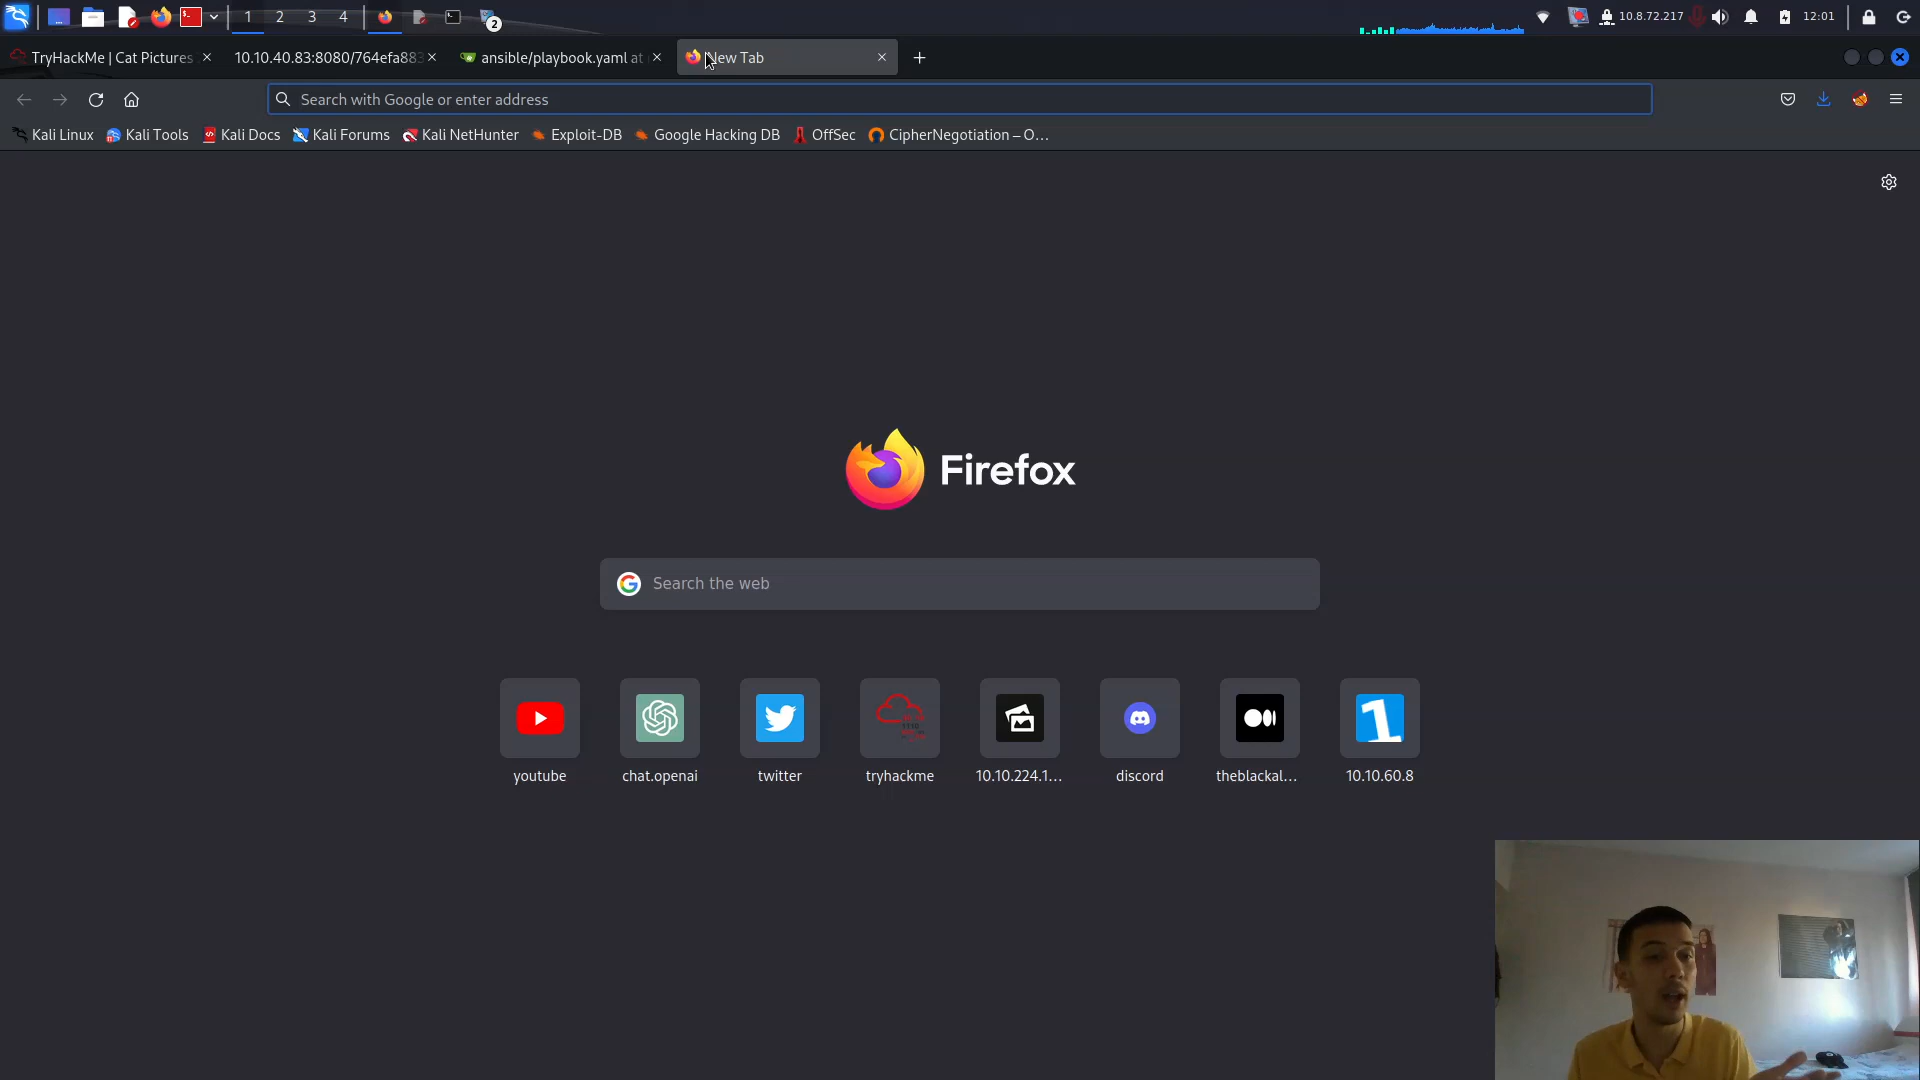 1 2 3 4 2 10.8.72.217 12:01
TryHackMe | Cat Pictures 10.10.40.83:8080/764efa883 ansible/playbook.yaml at New Tab
Search with Google or enter address
Kali Linux Kali Tools Kali Docs Kali Forums Kali NetHunter Exploit-DB Google Hacking DB OffSec CipherNegotiation – O…
Firefox
Search the web
youtube chat.openai twitter tryhackme 10.10.224.1… discord theblackal… 10.10.60.8